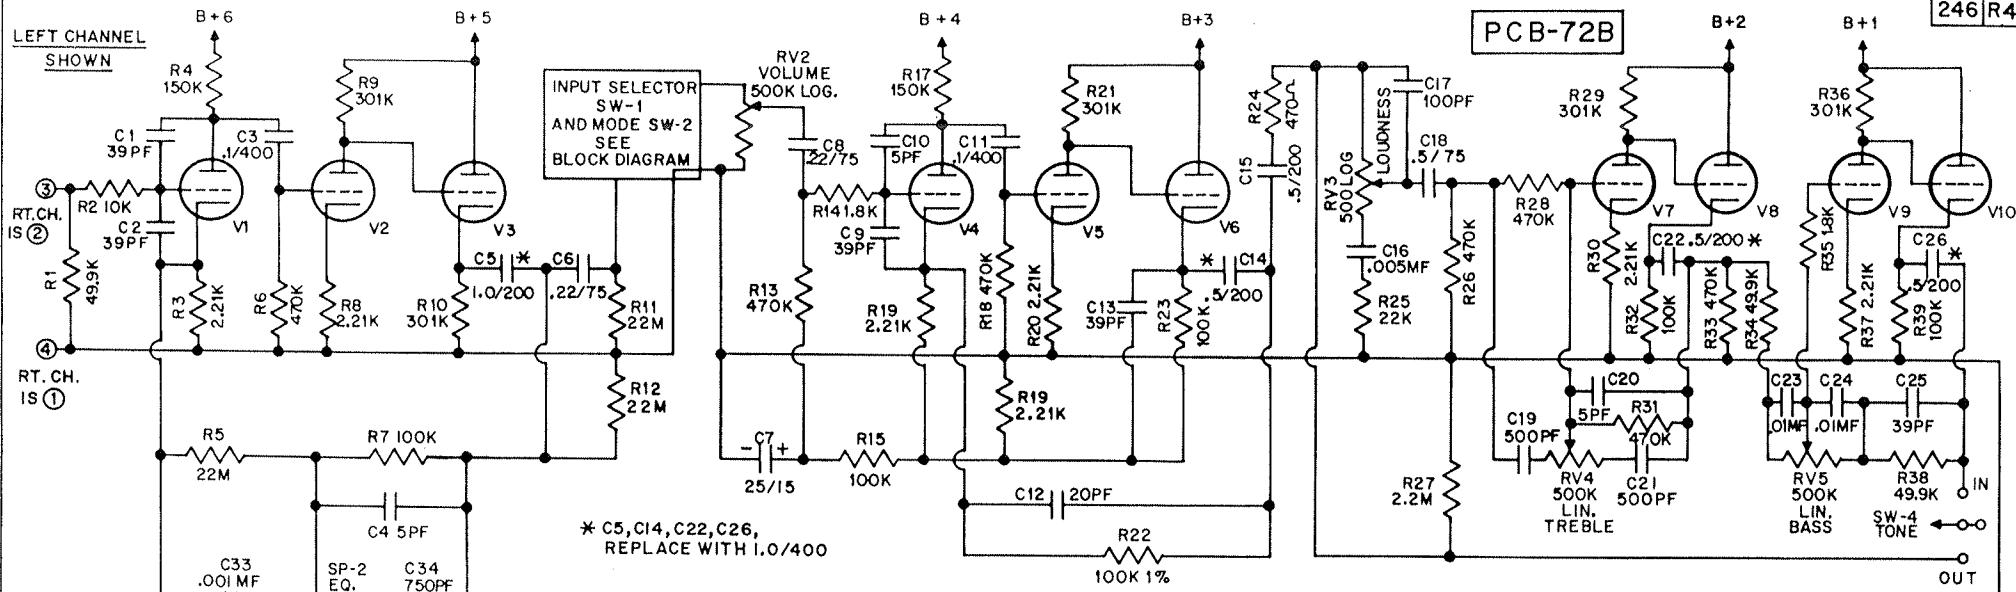 LEFT CHANNEL
SHOWN
B+6
B+5
B+4
B+3
PCB-72B
B+2
B+1
246 R4
R4
150K
R9
301K
INPUT SELECTOR
SW-1
AND MODE SW-2
SEE
BLOCK DIAGRAM
RV2
VOLUME
500K LOG.
R17
150K
R21
301K
R24
470Ω
LOUDNESS
C17
100PF
R29
301K
R36
301K
C1
39PF
C3
.1/400
C8
.22/75
C10
5PF
C11
.1/400
C15
.5/200
RV3
500 LOG
C18
.5/75
3
RT.CH.
IS 2
R2 10K
C2
39PF
V1
V2
V3
R14 1.8K
C9
39PF
V4
V5
V6
R28
470K
V7
V8
V9
V10
R1
49.9K
R3
2.21K
R6
470K
R8
2.21K
R10
301K
C5 *
1.0/200
C6
.22/75
R11
22M
R13
470K
R19
2.21K
R18 470K
R20 2.21K
C13
39PF
R23
100K
* C14
.5/200
C16
.005MF
R25
22K
R26 470K
R30
2.21K
C22 .5/200 *
R32
100K
R33 470K
R34 49.9K
R35 1.8K
R37 2.21K
C26 *
.5/200
R39
100K
4
RT. CH.
IS 1
R12
22M
R19
2.21K
R5
22M
R7 100K
C4 5PF
- C7 +
25/15
R15
100K
C12 20PF
R22
100K 1%
R27
2.2M
C19
500PF
C20
5PF
R31
470K
RV4
500K
LIN.
TREBLE
C21
500PF
C23
.01MF
C24
.01MF
C25
39PF
RV5
500K
LIN.
BASS
R38
49.9K
IN
SW-4
TONE
OUT
* C5, C14, C22, C26,
REPLACE WITH 1.0/400
C33
.001MF
SP-2
EQ.
C34
750PF